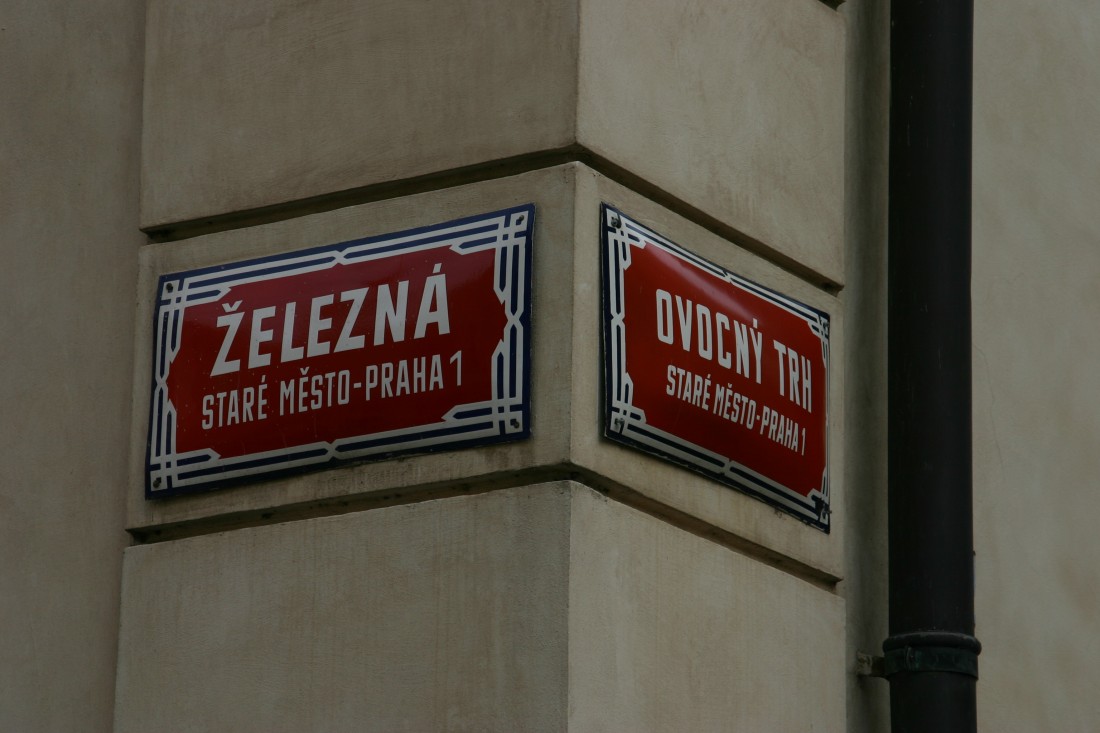 ŽELEZNÁ
STARÉ MĚSTO-PRAHA 1
OVOCNÝ TRH
STARÉ MĚSTO-PRAHA 1